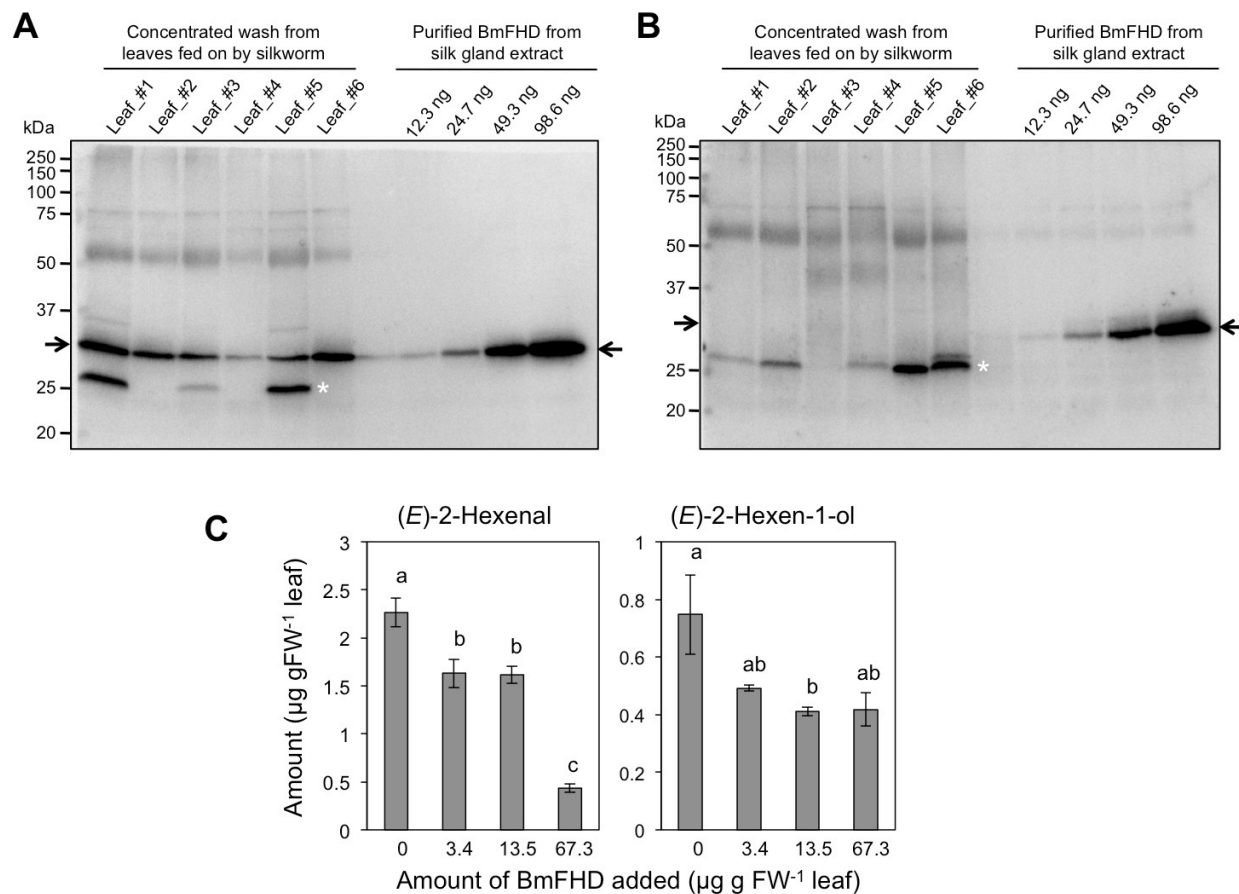 A
Concentrated wash from
leaves fed on by silkworm
Purified BmFHD from
silk gland extract
Leaf_#1
Leaf_#2
Leaf_#3
Leaf_#4
Leaf_#5
Leaf_#6
12.3 ng
24.7 ng
49.3 ng
98.6 ng
kDa
250
150
100
75
50
37
25
20
*
B
Concentrated wash from
leaves fed on by silkworm
Purified BmFHD from
silk gland extract
Leaf_#1
Leaf_#2
Leaf_#3
Leaf_#4
Leaf_#5
Leaf_#6
12.3 ng
24.7 ng
49.3 ng
98.6 ng
kDa
250
150
100
75
50
37
25
20
*
C
(E)-2-Hexenal
Amount (µg gFW⁻¹ leaf)
3
2.5
2
1.5
1
0.5
0
a
b
b
c
0
3.4
13.5
67.3
(E)-2-Hexen-1-ol
1
0.8
0.6
0.4
0.2
0
a
ab
b
ab
0
3.4
13.5
67.3
Amount of BmFHD added (µg g FW⁻¹ leaf)